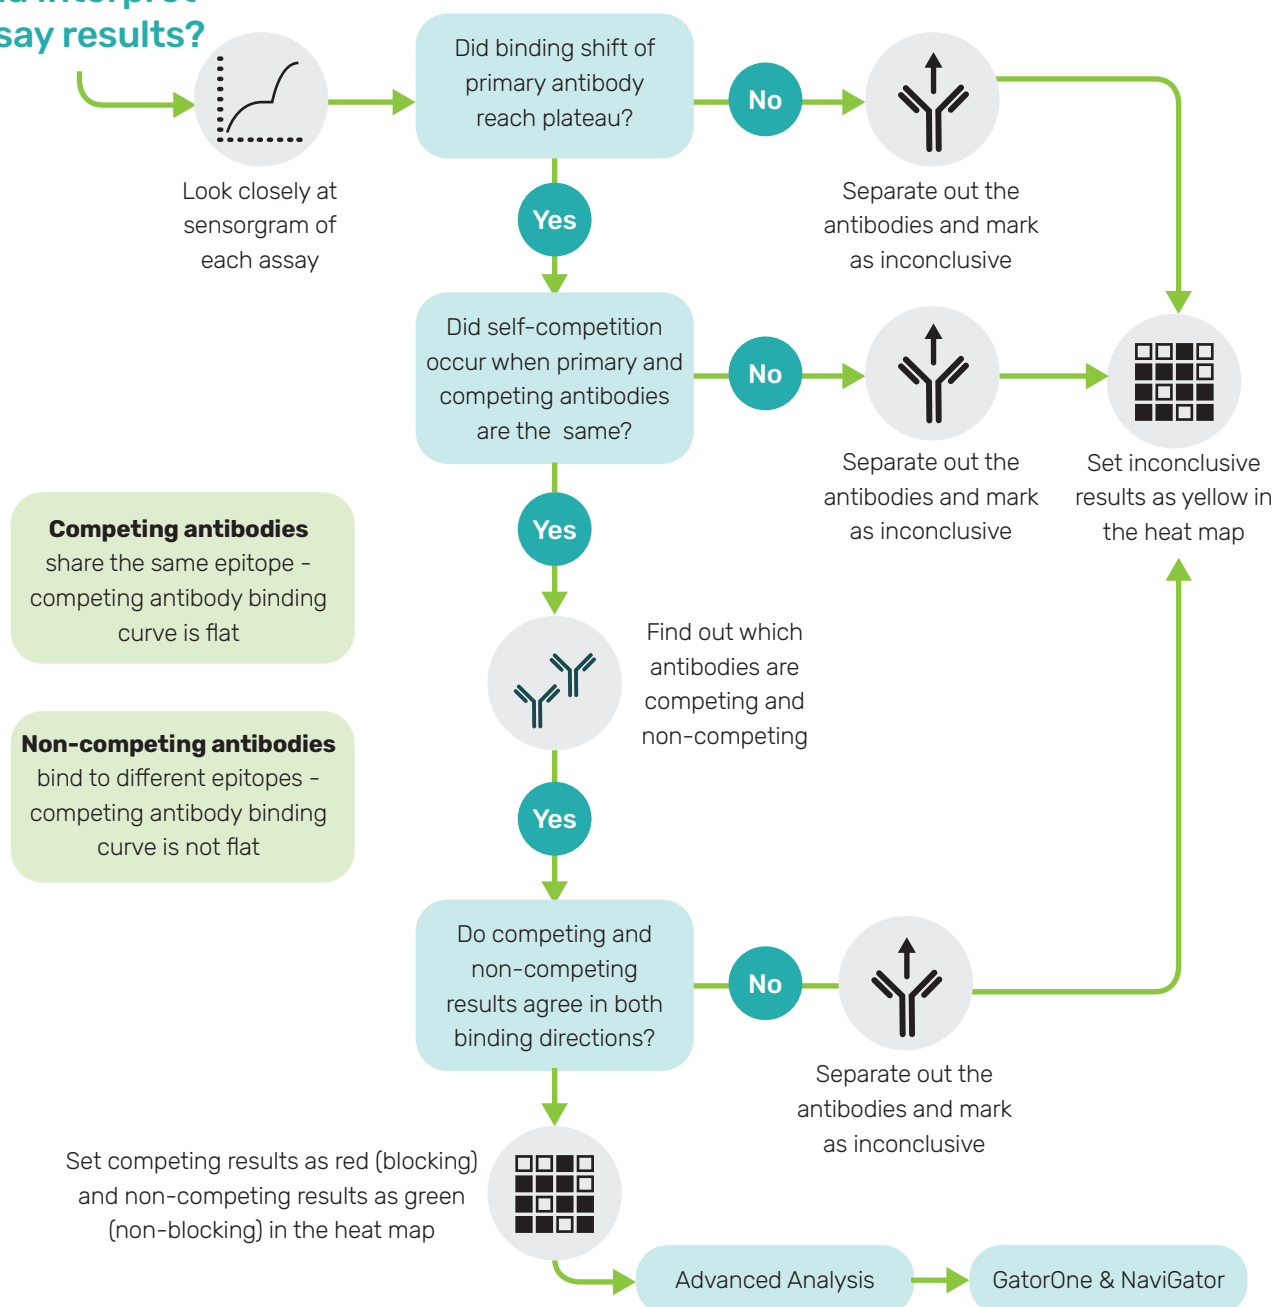 say results?
Look closely at
sensorgram of
each assay
Did binding shift of
primary antibody
reach plateau?
No
Separate out the
antibodies and mark
as inconclusive
Yes
Did self-competition
occur when primary and
competing antibodies
are the same?
No
Separate out the
antibodies and mark
as inconclusive
Set inconclusive
results as yellow in
the heat map
Yes
Competing antibodies
share the same epitope -
competing antibody binding
curve is flat
Find out which
antibodies are
competing and
non-competing
Non-competing antibodies
bind to different epitopes -
competing antibody binding
curve is not flat
Yes
Do competing and
non-competing
results agree in both
binding directions?
No
Separate out the
antibodies and mark
as inconclusive
Set competing results as red (blocking)
and non-competing results as green
(non-blocking) in the heat map
Advanced Analysis
GatorOne & NaviGator